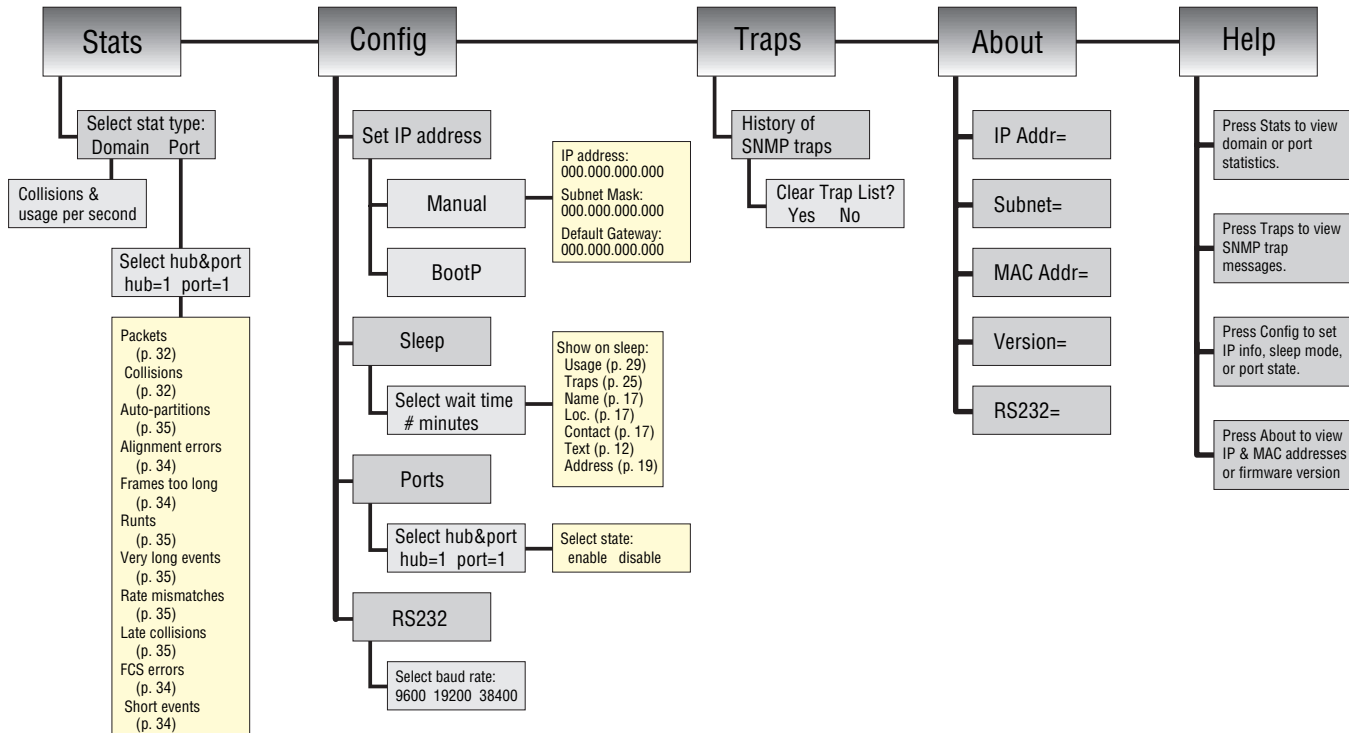 Stats
Config
Traps
About
Help
Select stat type:
Domain Port
Collisions &
usage per second
Select hub&port
hub=1 port=1
Packets
(p. 32)
Collisions
(p. 32)
Auto-partitions
(p. 35)
Alignment errors
(p. 34)
Frames too long
(p. 34)
Runts
(p. 35)
Very long events
(p. 35)
Rate mismatches
(p. 35)
Late collisions
(p. 35)
FCS errors
(p. 34)
Short events
(p. 34)
Set IP address
Manual
IP address:
000.000.000.000
Subnet Mask:
000.000.000.000
Default Gateway:
000.000.000.000
BootP
Sleep
Select wait time
# minutes
Show on sleep:
Usage (p. 29)
Traps (p. 25)
Name (p. 17)
Loc. (p. 17)
Contact (p. 17)
Text (p. 12)
Address (p. 19)
Ports
Select hub&port
hub=1 port=1
Select state:
enable disable
RS232
Select baud rate:
9600 19200 38400
History of
SNMP traps
Clear Trap List?
Yes No
IP Addr=
Subnet=
MAC Addr=
Version=
RS232=
Press Stats to view
domain or port
statistics.
Press Traps to view
SNMP trap
messages.
Press Config to set
IP info, sleep mode,
or port state.
Press About to view
IP & MAC addresses
or firmware version